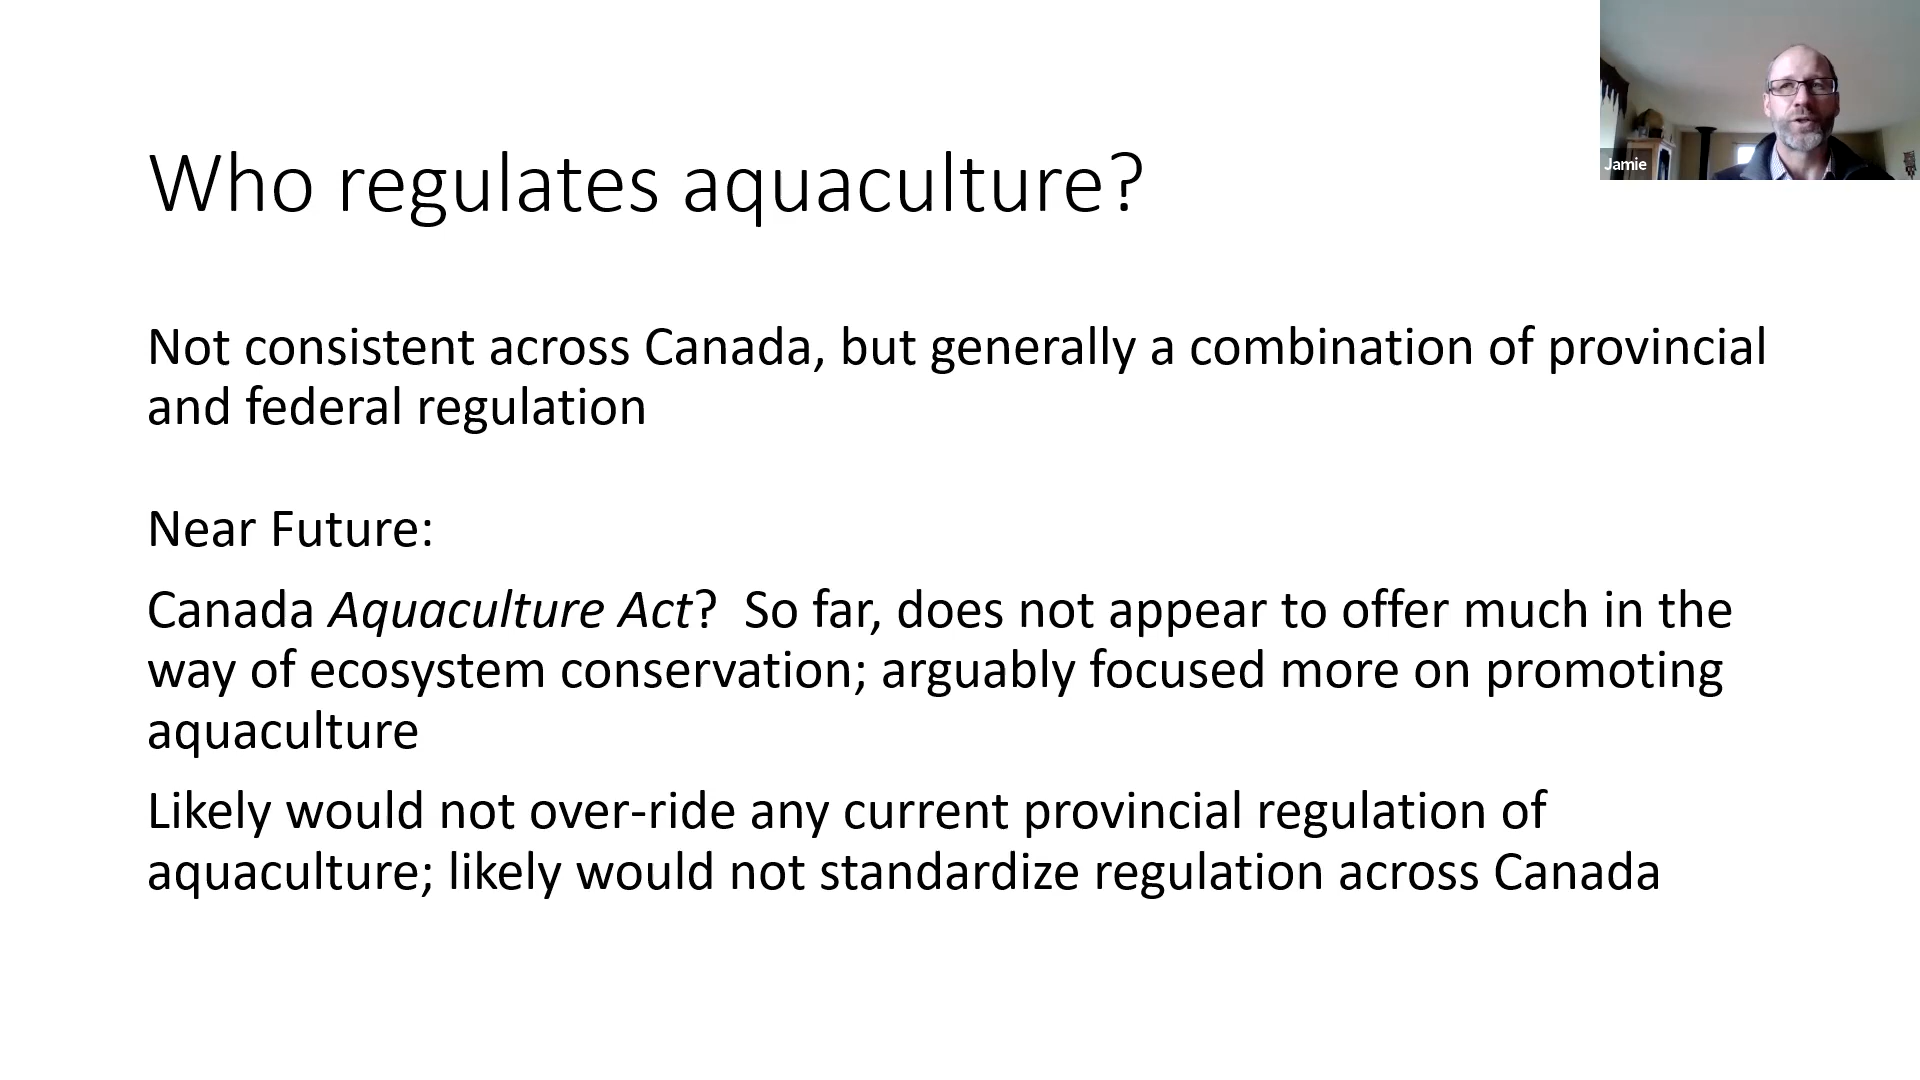 Jamie
Who regulates aquaculture?
Not consistent across Canada, but generally a combination of provincial
and federal regulation
Near Future:
Canada Aquaculture Act?  So far, does not appear to offer much in the
way of ecosystem conservation; arguably focused more on promoting
aquaculture
Likely would not over-ride any current provincial regulation of
aquaculture; likely would not standardize regulation across Canada